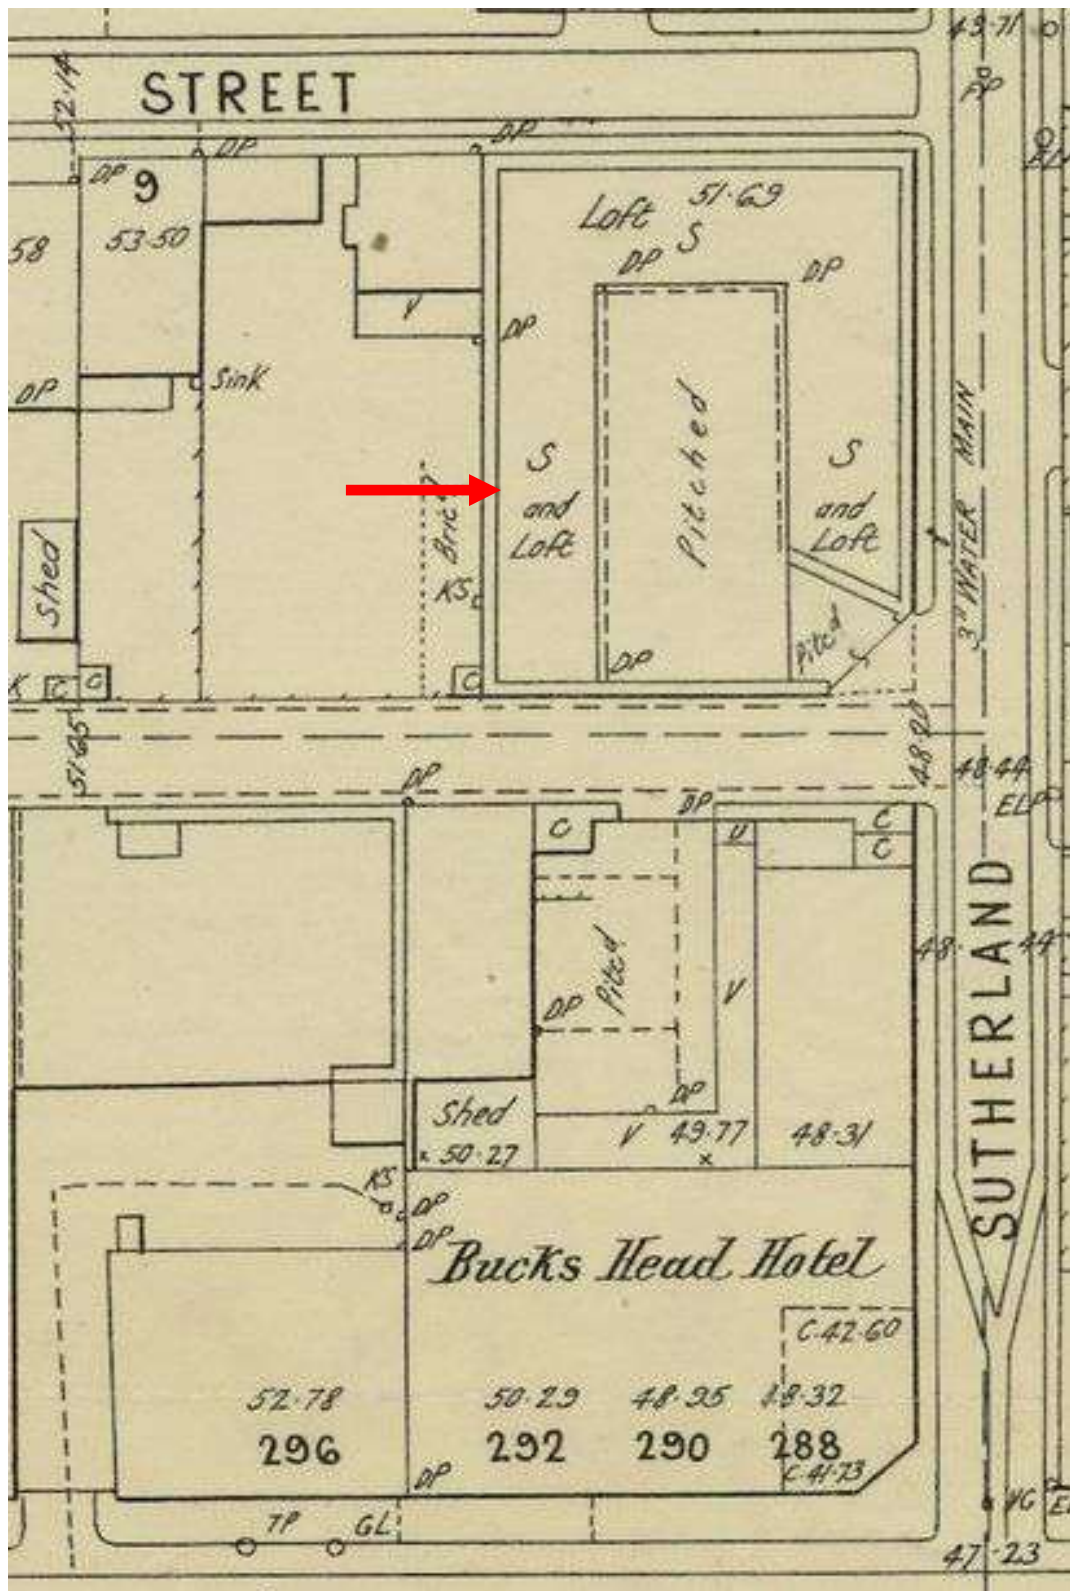 43·71
52·14
STREET
DP
FP
DP
DP
DP 9
51·69
Loft
S
58
53·50
DP
DP
V
DP
DP
Sink
Pitched
3" WATER MAIN
S
and
Loft
S
and
Loft
Shed
KS
Pitcd
DP
K
C
C
C
51·65
48·20
48·44
DP
ELP
DP
C
C
C
V
48·
44
Pitcd
V
DP
DP
Shed
50·27
V
49·77
48·31
SUTHERLAND
KS
DP
DP
Bucks Head Hotel
C·42·60
52·78
50·29
48·95
48·32
296
292
290
288
C·41·73
DP
TP
GL
VG
47·23